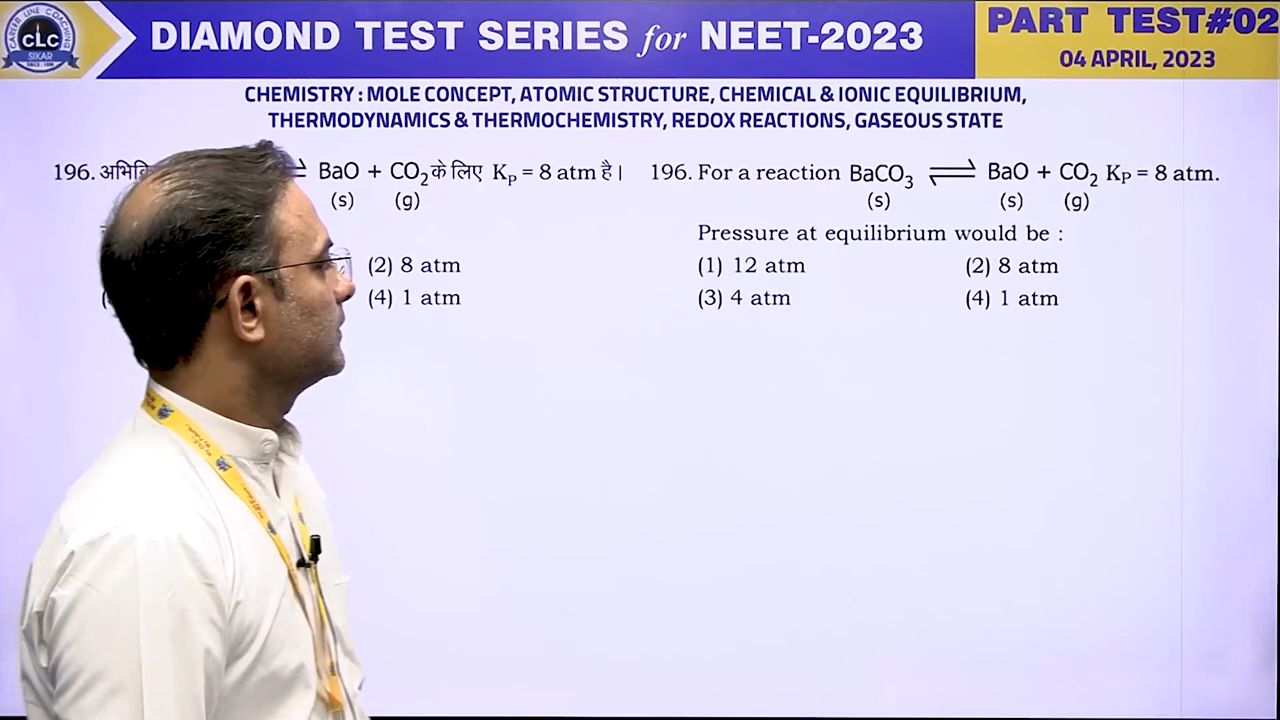 CAREER LINE COACHING
CLC
SIKAR
DIAMOND TEST SERIES for NEET-2023
PART TEST#02
04 APRIL, 2023
CHEMISTRY : MOLE CONCEPT, ATOMIC STRUCTURE, CHEMICAL & IONIC EQUILIBRIUM,
THERMODYNAMICS & THERMOCHEMISTRY, REDOX REACTIONS, GASEOUS STATE
196. BaO + CO₂ के लिए K_P = 8 atm है।
(s) (g)
(2) 8 atm
(4) 1 atm
196. For a reaction BaCO₃ ⇌ BaO + CO₂ K_P = 8 atm.
(s) (s) (g)
Pressure at equilibrium would be :
(1) 12 atm (2) 8 atm
(3) 4 atm (4) 1 atm